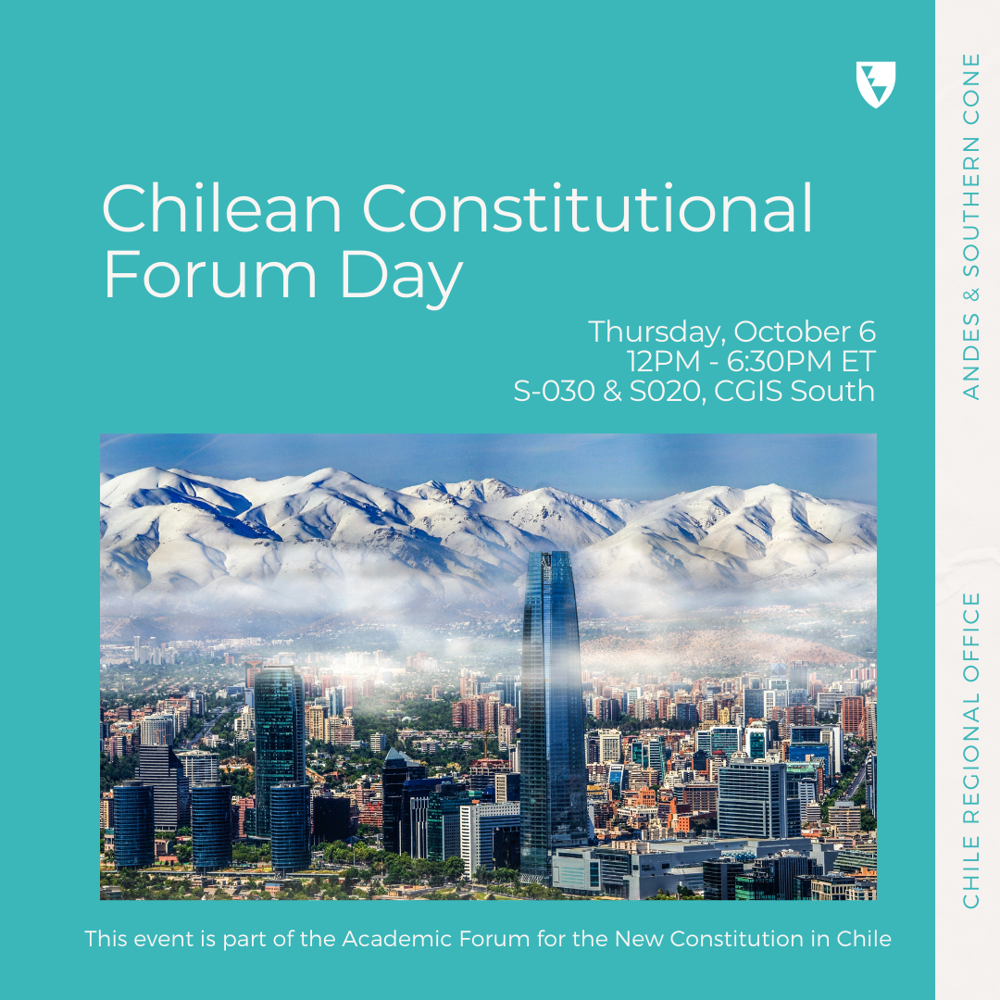 Chilean Constitutional
Forum Day
Thursday, October 6
12PM - 6:30PM ET
S-030 & S020, CGIS South
This event is part of the Academic Forum for the New Constitution in Chile
ANDES & SOUTHERN CONE
CHILE REGIONAL OFFICE